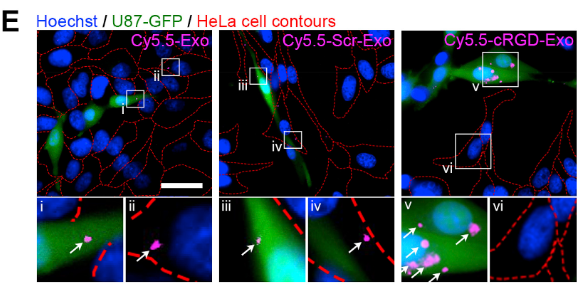 E
Hoechst / U87-GFP / HeLa cell contours
Cy5.5-Exo
Cy5.5-Scr-Exo
Cy5.5-cRGD-Exo
ii
i
iii
iv
v
vi
i
ii
iii
iv
v
vi